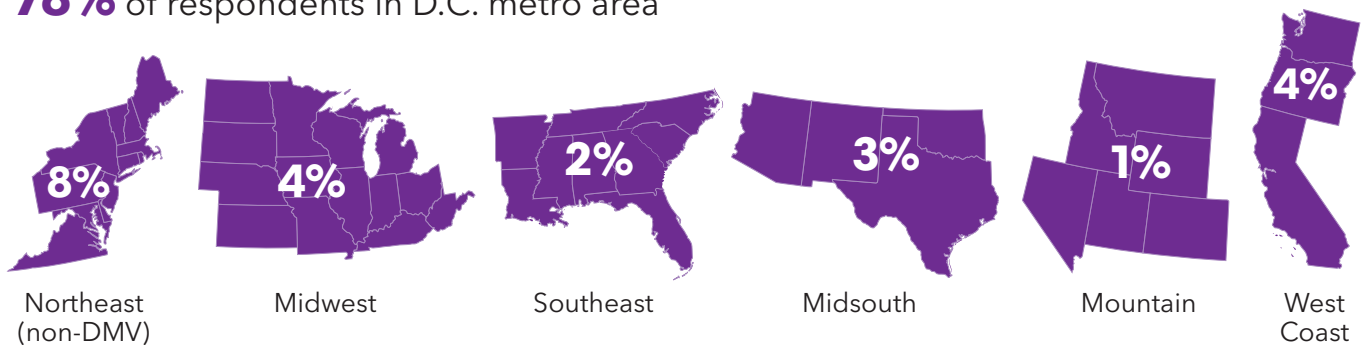 78% of respondents in D.C. metro area
8%
4%
2%
3%
1%
4%
Northeast
(non-DMV)
Midwest
Southeast
Midsouth
Mountain
West
Coast